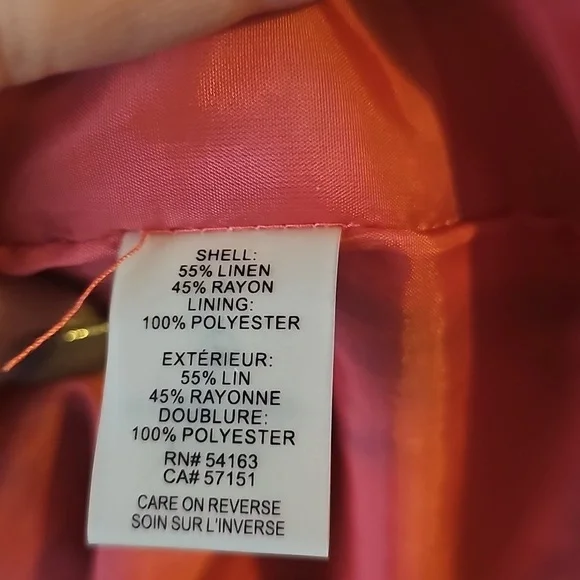 SHELL:
55% LINEN
45% RAYON
LINING:
100% POLYESTER
EXTÉRIEUR:
55% LIN
45% RAYONNE
DOUBLURE:
100% POLYESTER
RN# 54163
CA# 57151
CARE ON REVERSE
SOIN SUR L'INVERSE